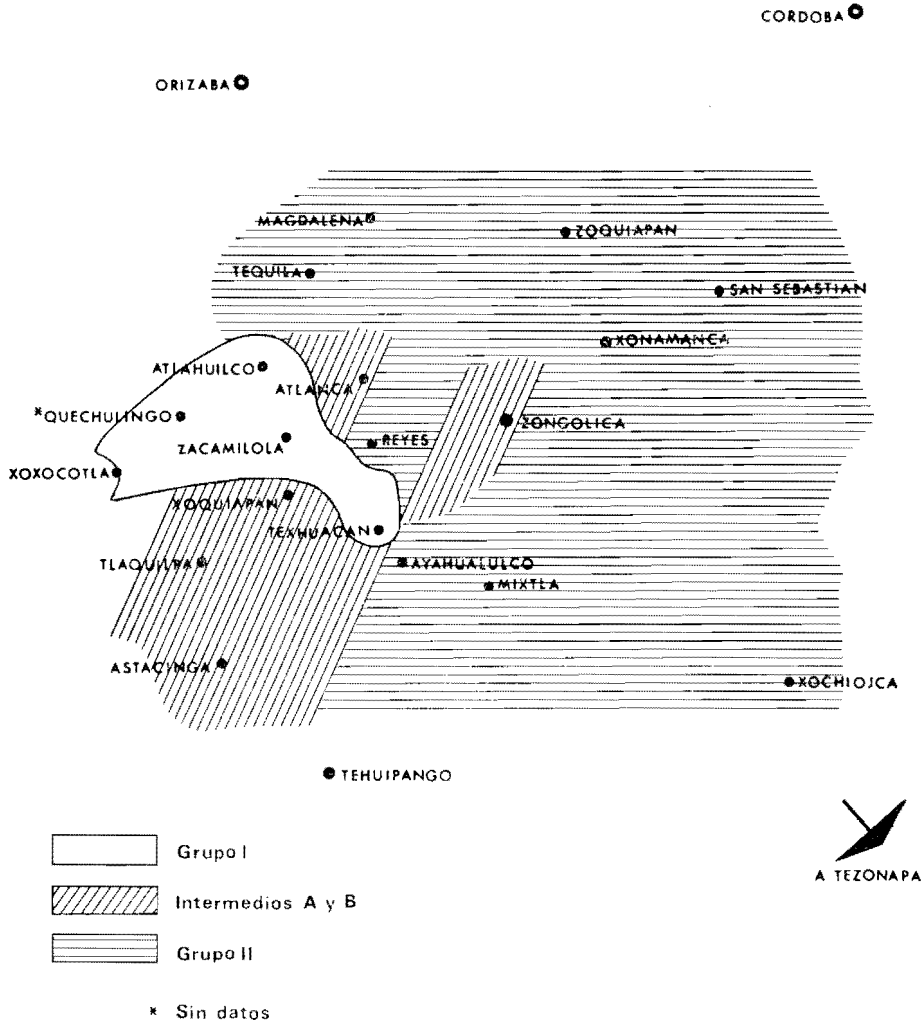 CORDOBA
ORIZABA
MAGDALENA
ZOQUIAPAN
TEQUILA
SAN SEBASTIAN
XONAMANCA
ATLAHUILCO
ATLANCA
*QUECHULINGO
ZONGOLICA
ZACAMILOLA
REYES
XOXOCOTLA
XOQUIAPAN
TEXHUACAN
TLAQUILPA
AYAHUALULCO
MIXTLA
ASTACINGA
XOCHIOJCA
TEHUIPANGO
A TEZONAPA
Grupo I
Intermedios A y B
Grupo II
* Sin datos